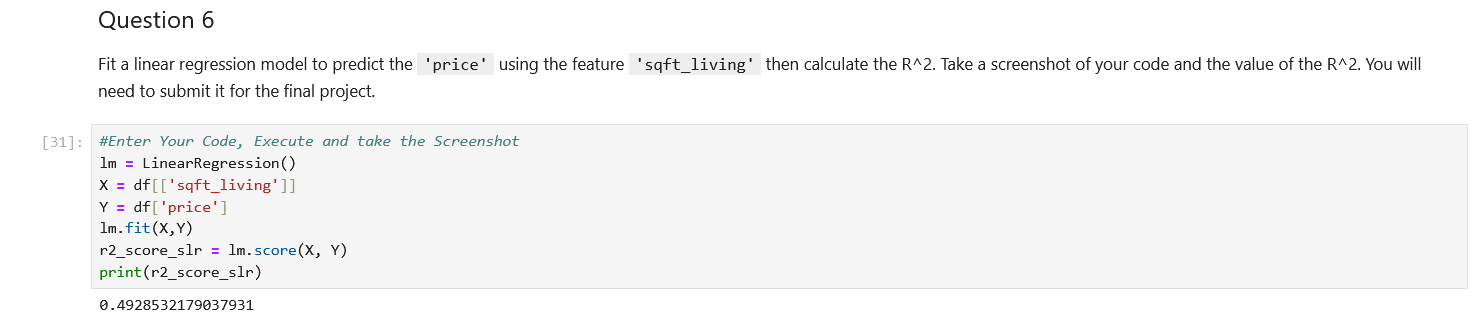 Question 6
Fit a linear regression model to predict the 'price' using the feature 'sqft_living' then calculate the R^2. Take a screenshot of your code and the value of the R^2. You will
need to submit it for the final project.
[31]: #Enter Your Code, Execute and take the Screenshot
lm = LinearRegression()
X = df[['sqft_living']]
Y = df['price']
lm.fit(X,Y)
r2_score_slr = lm.score(X, Y)
print(r2_score_slr)
0.4928532179037931